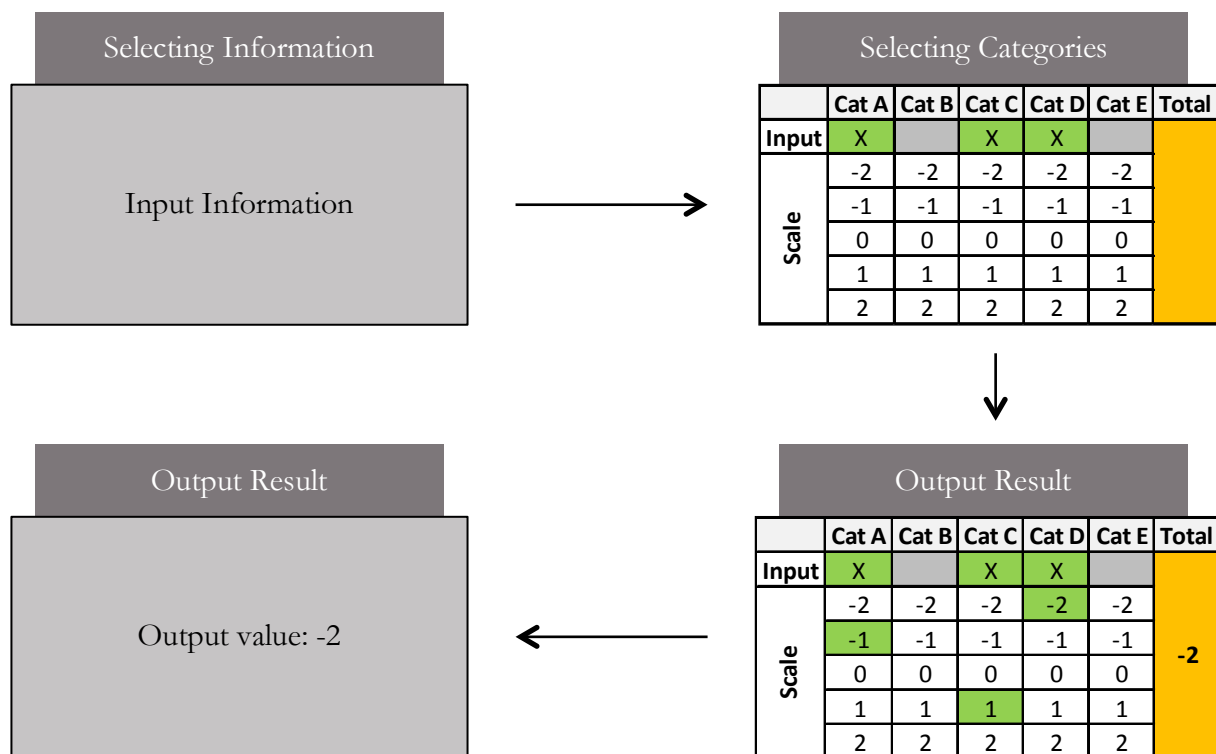 Selecting Information
Input Information
Selecting Categories
Cat A Cat B Cat C Cat D Cat E Total
Input X X X
Scale
-2 -2 -2 -2 -2
-1 -1 -1 -1 -1
0 0 0 0 0
1 1 1 1 1
2 2 2 2 2
Output Result
Output value: -2
Output Result
Cat A Cat B Cat C Cat D Cat E Total
Input X X X
Scale
-2 -2 -2 -2 -2
-1 -1 -1 -1 -1 -2
0 0 0 0 0
1 1 1 1 1
2 2 2 2 2